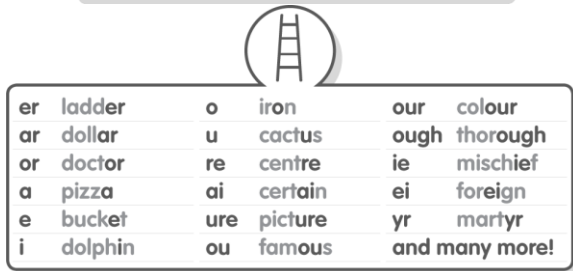 er ladder o iron our colour
ar dollar u cactus ough thorough
or doctor re centre ie mischief
a pizza ai certain ei foreign
e bucket ure picture yr martyr
i dolphin ou famous and many more!